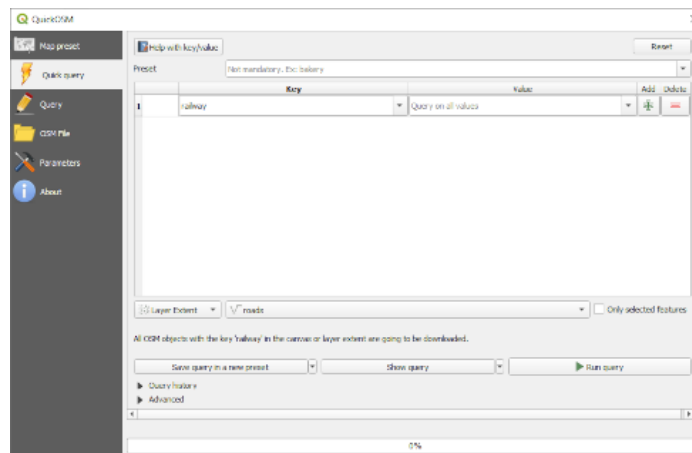 QuickOSM
Map preset
Quick query
Query
OSM File
Parameters
About
Help with key/value
Reset
Preset
Not mandatory. Ex: bakery
Key
Value
Add
Delete
1
railway
Query on all values
Layer Extent
roads
Only selected features
All OSM objects with the key 'railway' in the canvas or layer extent are going to be downloaded.
Save query in a new preset
Show query
Run query
Query history
Advanced
0%